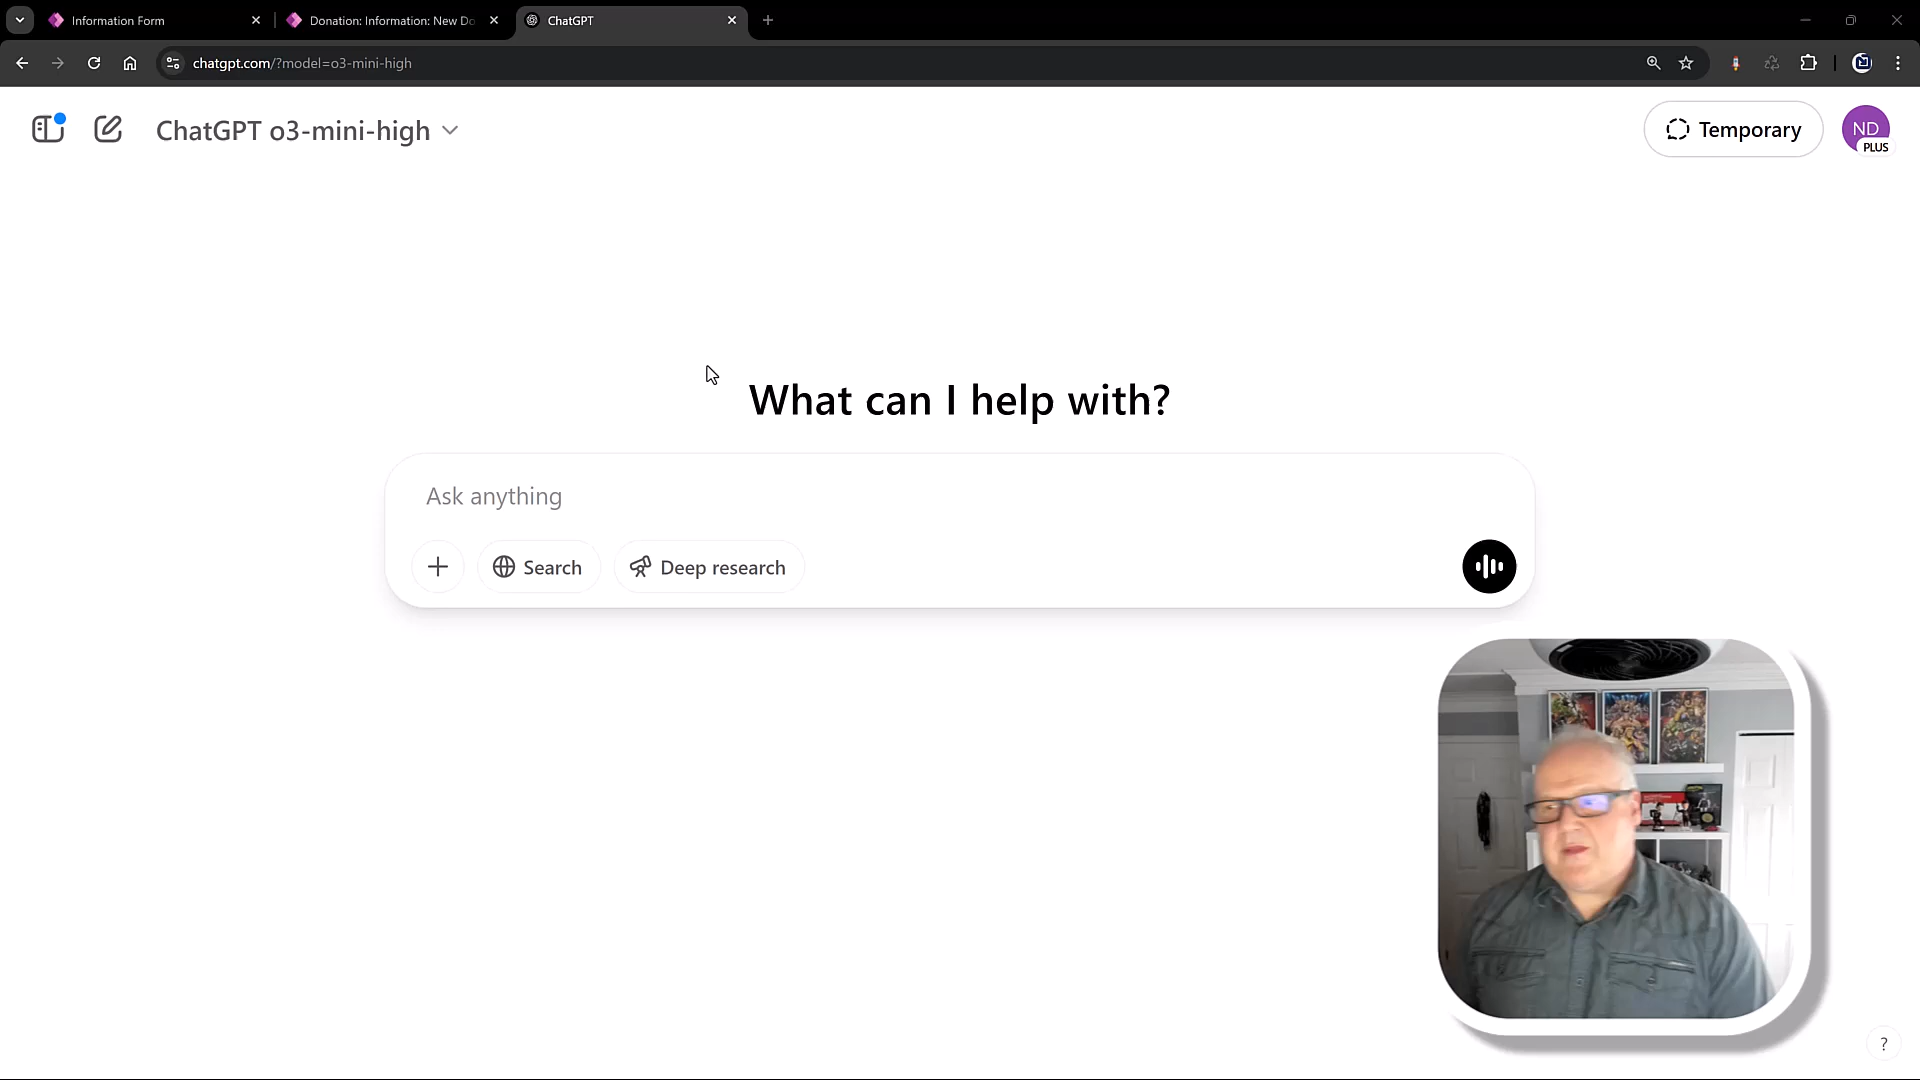 Information Form
Donation: Information: New Do
ChatGPT
chatgpt.com/?model=o3-mini-high
ChatGPT o3-mini-high
Temporary
ND
PLUS
What can I help with?
Ask anything
Search
Deep research
?